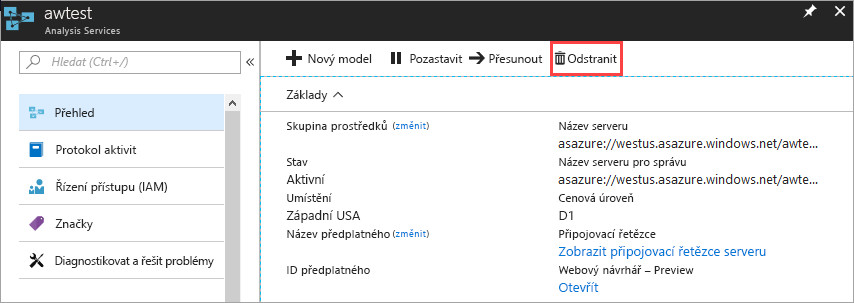 awtest
Analysis Services
Hledat (Ctrl+/)
Přehled
Protokol aktivit
Řízení přístupu (IAM)
Značky
Diagnostikovat a řešit problémy
Nový model
Pozastavit
Přesunout
Odstranit
Základy
Skupina prostředků (změnit)
Stav
Aktivní
Umístění
Západní USA
Název předplatného (změnit)
ID předplatného
Název serveru
asazure://westus.asazure.windows.net/awte...
Název serveru pro správu
asazure://westus.asazure.windows.net/awte...
Cenová úroveň
D1
Připojovací řetězce
Zobrazit připojovací řetězce serveru
Webový návrhář – Preview
Otevřít